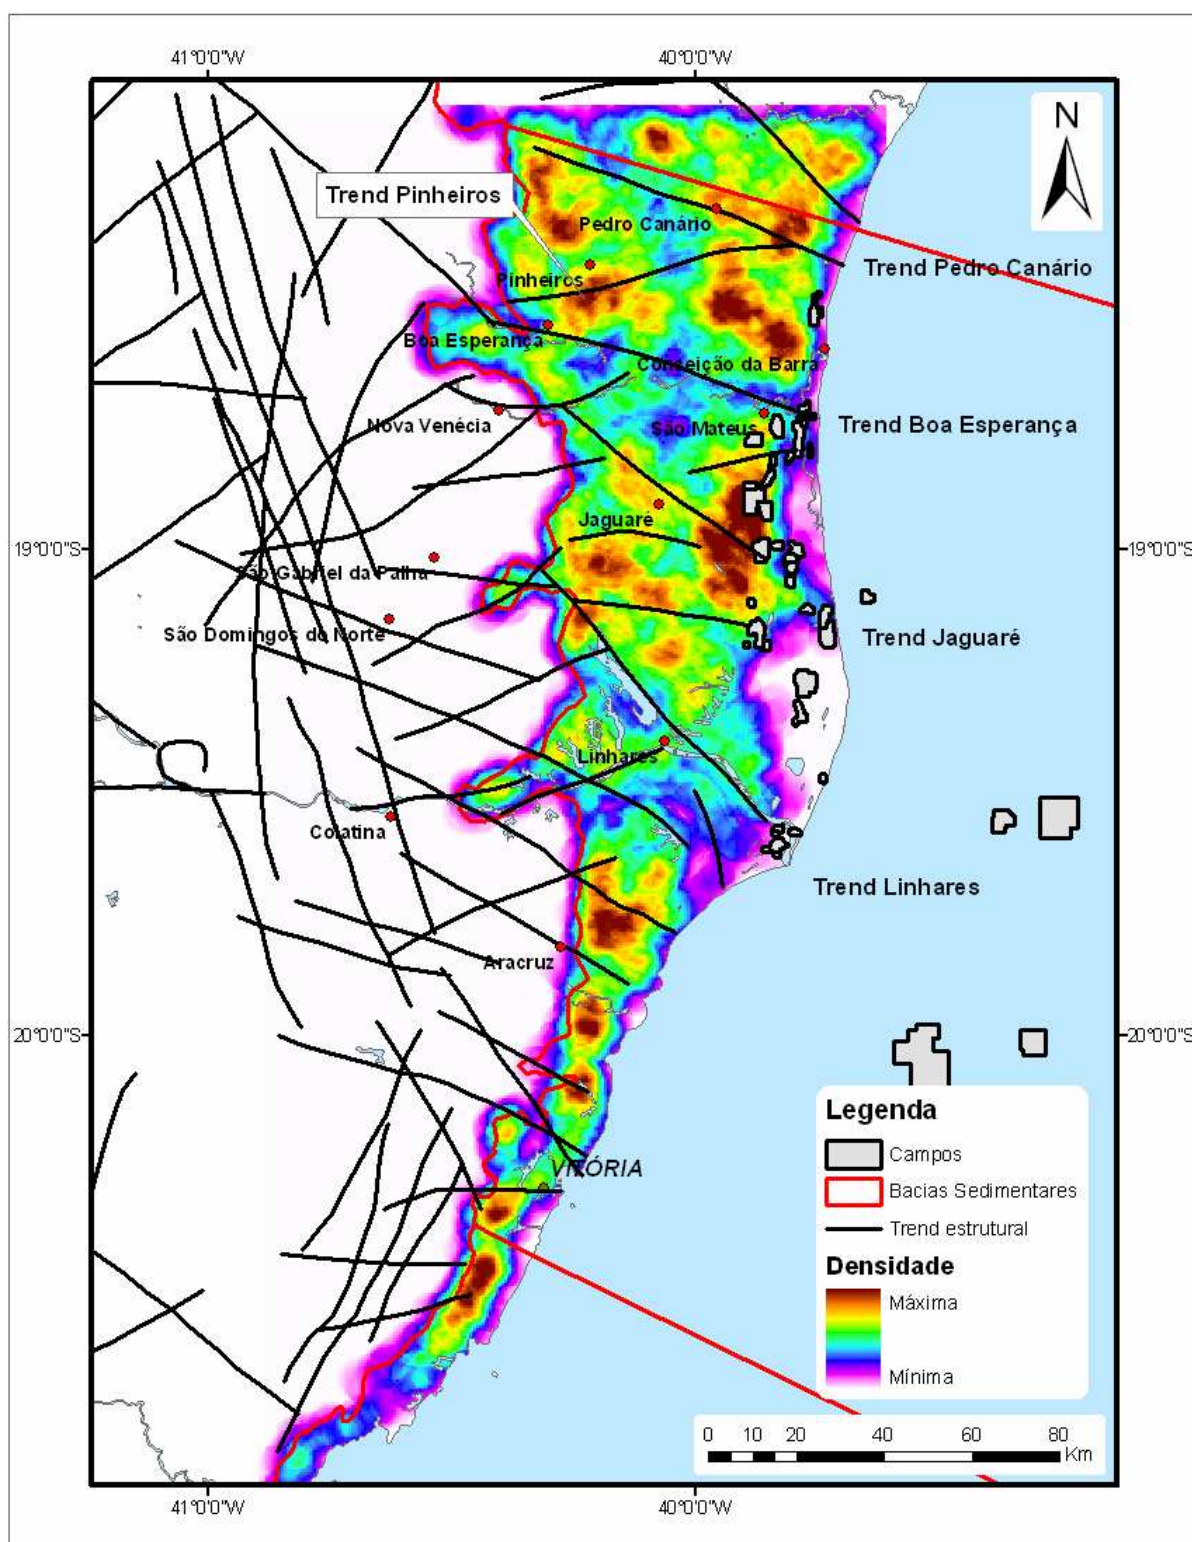 41°0'0"W
40°0'0"W
N
Trend Pinheiros
Pedro Canário
Trend Pedro Canário
Pinheiros
Boa Esperança
Conceição da Barra
Nova Venécia
São Mateus
Trend Boa Esperança
Jaguaré
19°0'0"S
19°0'0"S
São Gabriel da Palha
São Domingos do Norte
Trend Jaguaré
Linhares
Colatina
Trend Linhares
Aracruz
20°0'0"S
20°0'0"S
Legenda
Campos
VITÓRIA
Bacias Sedimentares
Trend estrutural
Densidade
Máxima
Mínima
0 10 20 40 60 80
Km
41°0'0"W
40°0'0"W